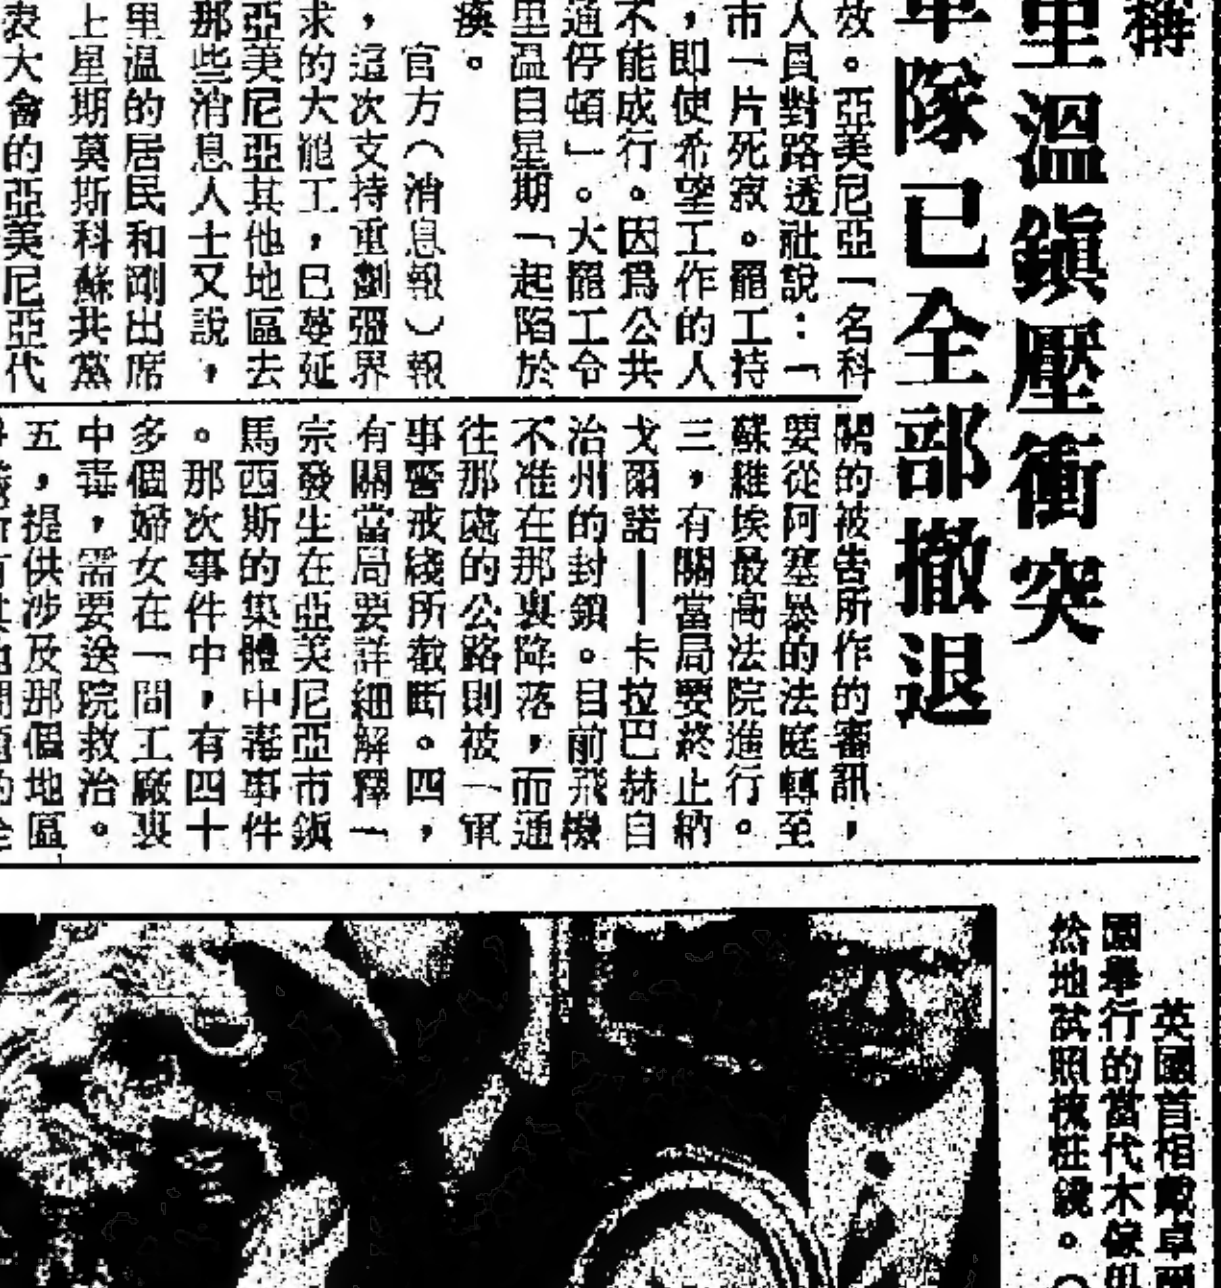 稱
里溫鎮壓衝突
軍隊已全部撤退
效。亞美尼亞一名科
人員對路透社說：「
市一片死寂。罷工持
，即使希望工作的人
不能成行。因爲公共
通停頓」。大罷工令
里溫自星期一起陷於
瘓。
官方（消息報）報
，這次支持重劃彊界
求的大罷工，已蔓延
亞美尼亞其他地區去
那些消息人士又說，
里溫的居民和剛出席
上星期莫斯科蘇共黨
表大會的亞美尼亞代
關的被告所作的審訊，
要從阿塞暴的法庭轉至
蘇維埃最高法院進行。
三，有關當局要終止納
戈爾諾——卡拉巴赫自
治州的封鎖。目前飛機
不准在那裏降落，而通
往那處的公路則被一軍
事警戒綫所截斷。四，
有關當局要詳細解釋一
宗發生在亞美尼亞市鎮
馬西斯的集體中毒事件
。那次事件中，有四十
多個婦女在一間工廠裏
中毒，需要送院救治。
五，提供涉及那個地區
英國首相戴卓爾
園舉行的當代木像
然地試照梳粧鏡。（